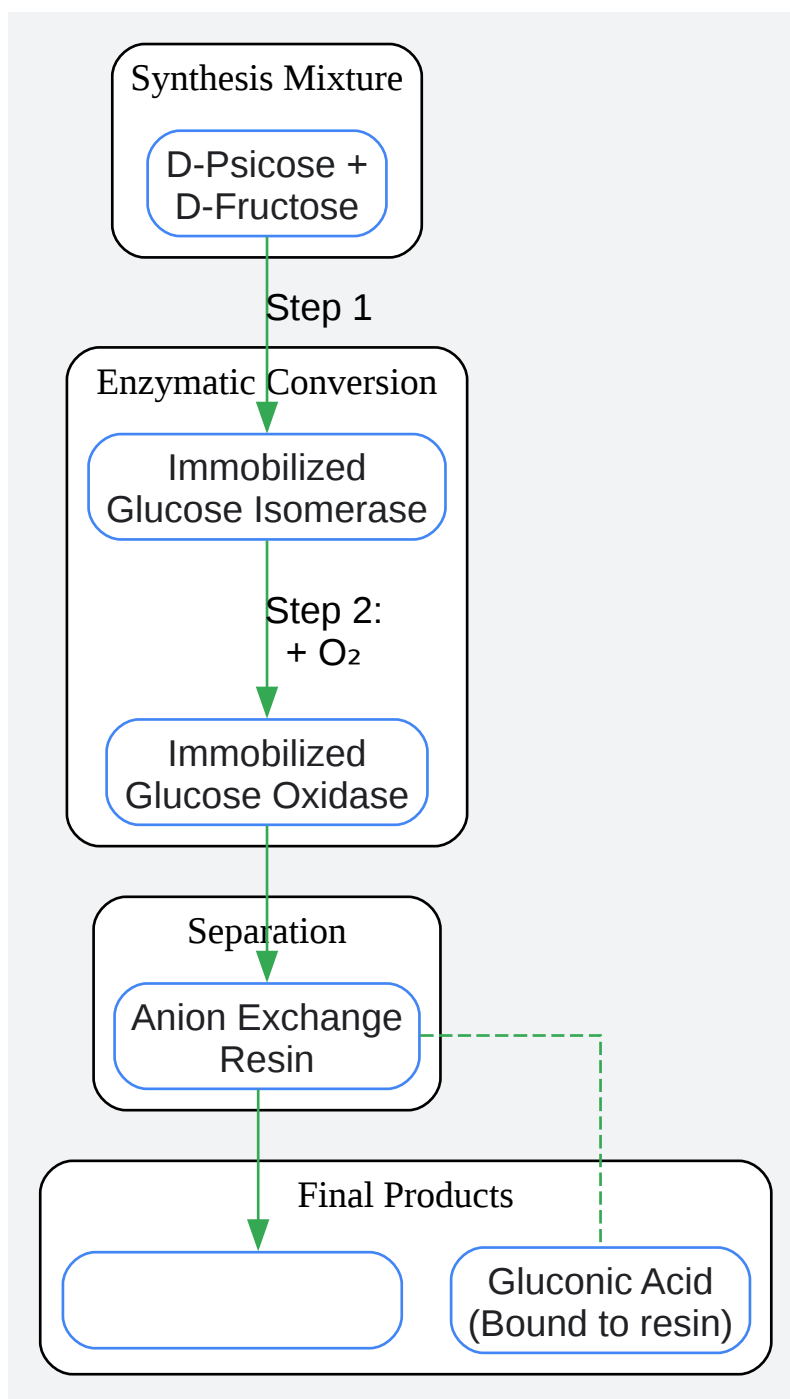 Synthesis Mixture
D-Psicose +
D-Fructose
Step 1
Enzymatic Conversion
Immobilized
Glucose Isomerase
Step 2:
+ O₂
Immobilized
Glucose Oxidase
Separation
Anion Exchange
Resin
Final Products
Gluconic Acid
(Bound to resin)